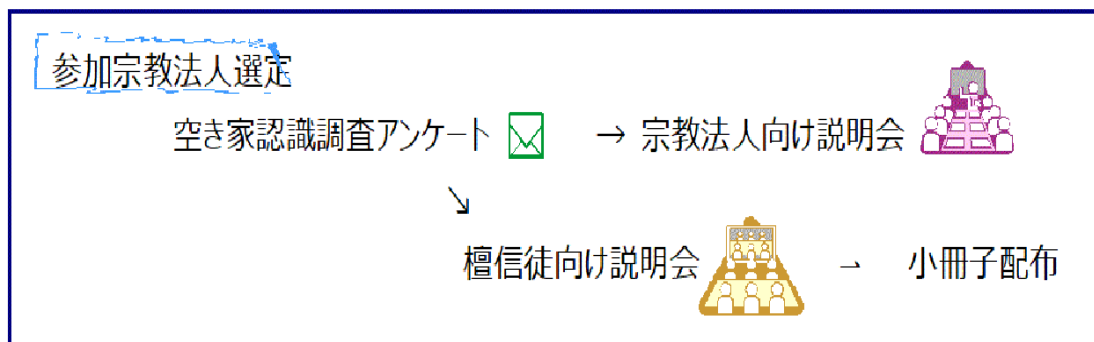 参加宗教法人選定
空き家認識調査アンケート → 宗教法人向け説明会
↘
檀信徒向け説明会 → 小冊子配布